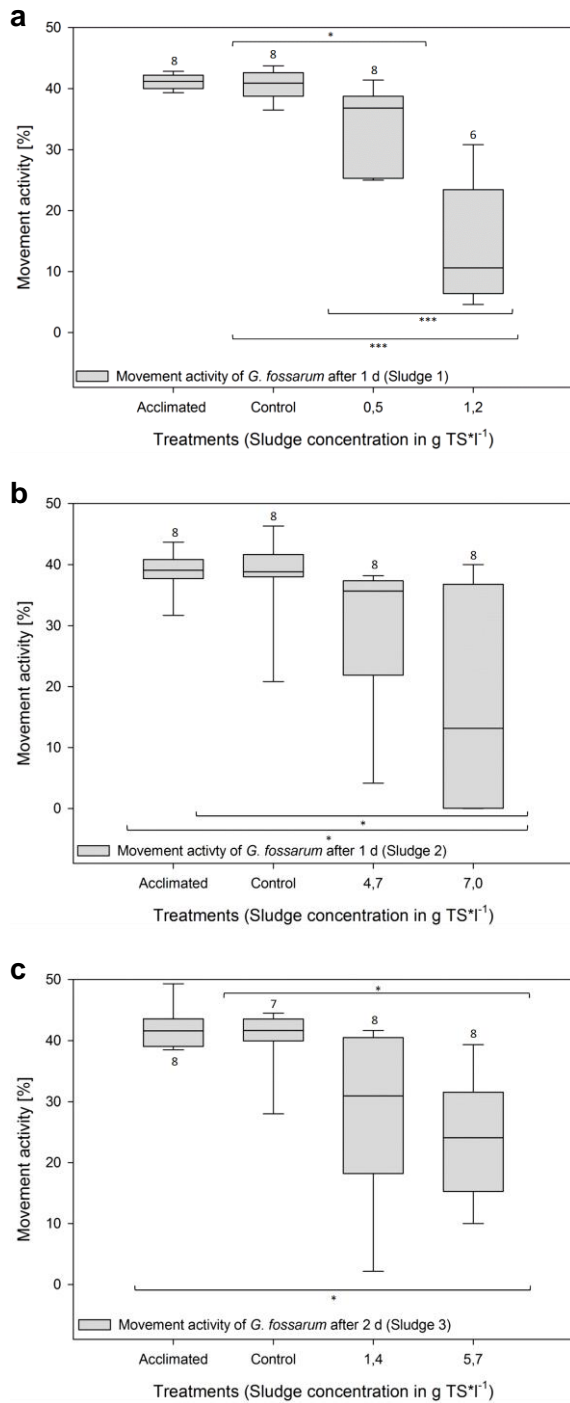 a
50
40
30
20
10
0
Movement activity [%]
8
8
8
6
*
***
***
Movement activity of G. fossarum after 1 d (Sludge 1)
Acclimated Control 0,5 1,2
Treatments (Sludge concentration in g TS*l-1)
b
50
40
30
20
10
0
Movement activity [%]
8
8
8
8
*
*
Movement activty of G. fossarum after 1 d (Sludge 2)
Acclimated Control 4,7 7,0
Treatments (Sludge concentration in g TS*l-1)
c
50
40
30
20
10
0
Movement activity [%]
8
7
8
8
*
*
Movement activity of G. fossarum after 2 d (Sludge 3)
Acclimated Control 1,4 5,7
Treatments (Sludge concentration in g TS*l-1)